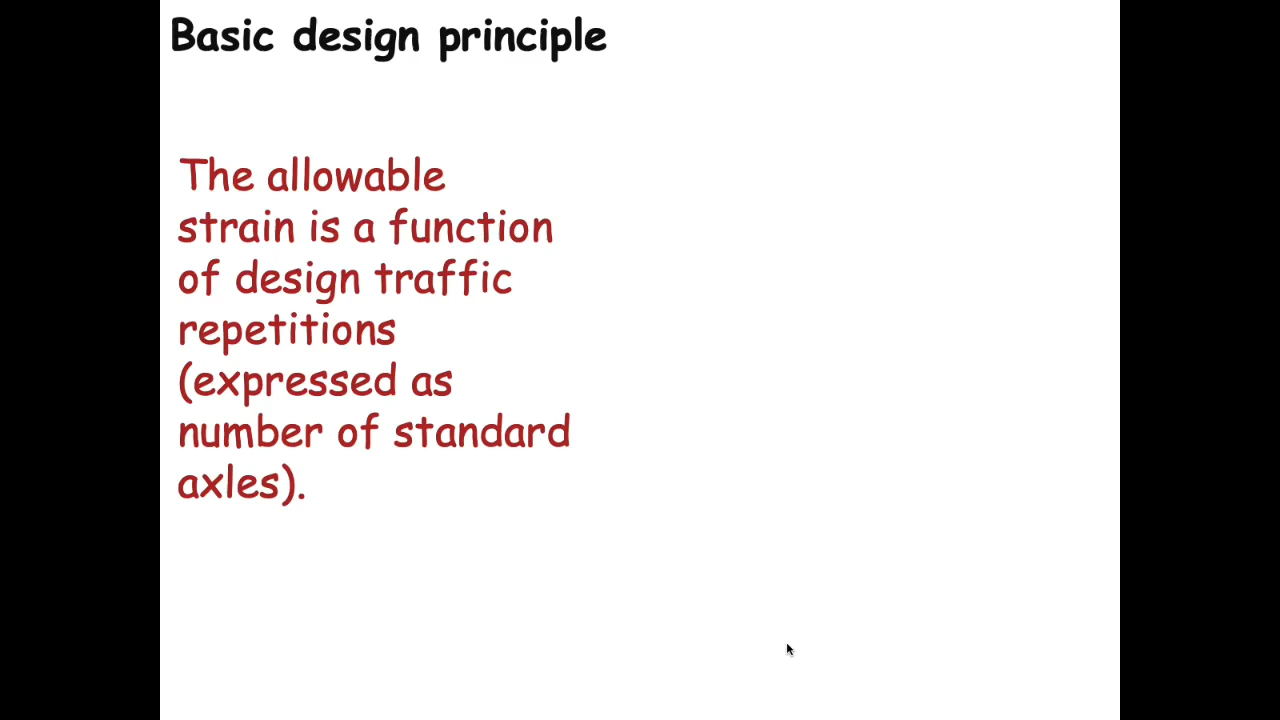 Basic design principle
The allowable
strain is a function
of design traffic
repetitions
(expressed as
number of standard
axles).